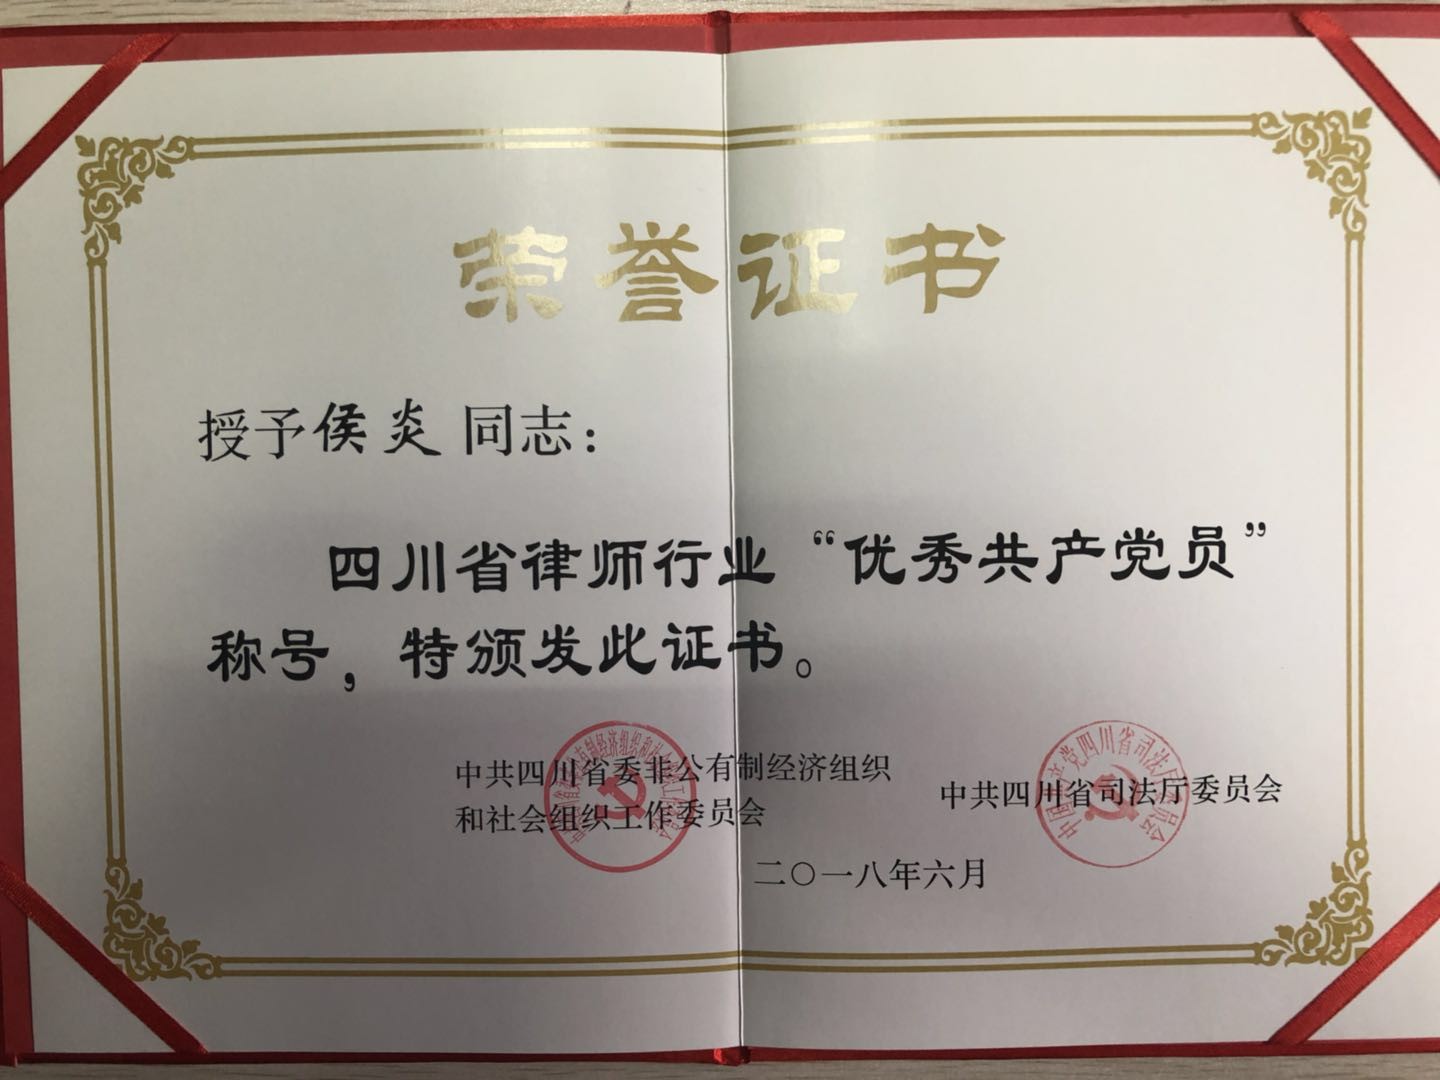 荣誉证书
授予侯炎 同志：
四川省律师行业“优秀共产党员”
称号，特颁发此证书。
中共四川省委非公有制经济组织
和社会组织工作委员会
中共四川省司法厅委员会
二〇一八年六月